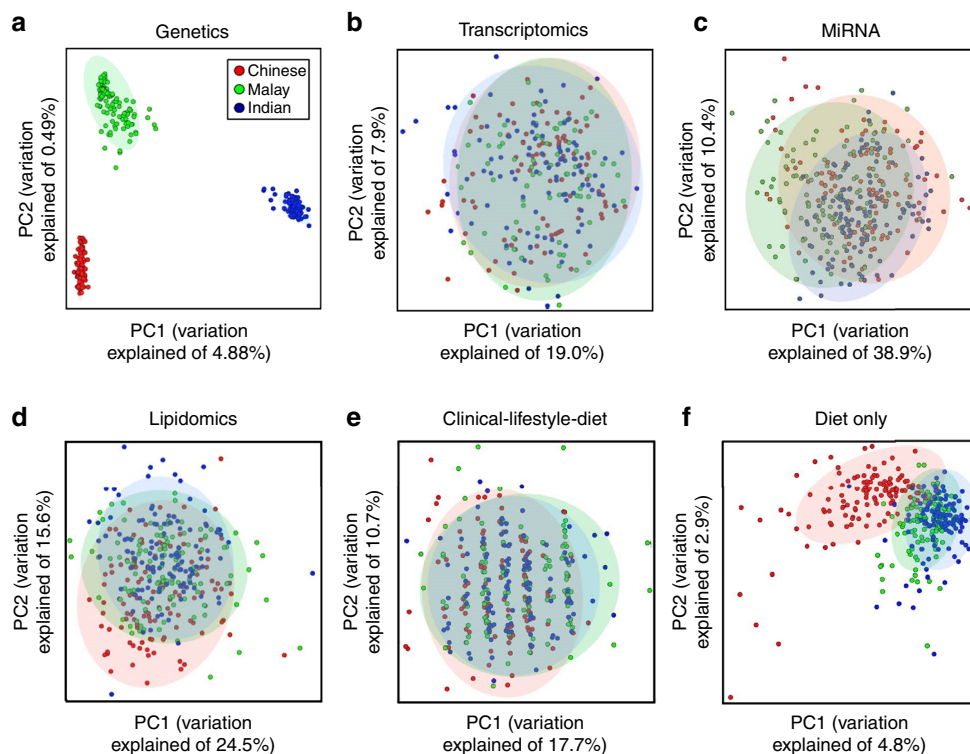 a
Genetics
PC2 (variation
explained of 0.49%)
Chinese
Malay
Indian
PC1 (variation
explained of 4.88%)
b
Transcriptomics
PC2 (variation
explained of 7.9%)
PC1 (variation
explained of 19.0%)
c
MiRNA
PC2 (variation
explained of 10.4%)
PC1 (variation
explained of 38.9%)
d
Lipidomics
PC2 (variation
explained of 15.6%)
PC1 (variation
explained of 24.5%)
e
Clinical-lifestyle-diet
PC2 (variation
explained of 10.7%)
PC1 (variation
explained of 17.7%)
f
Diet only
PC2 (variation
explained of 2.9%)
PC1 (variation
explained of 4.8%)